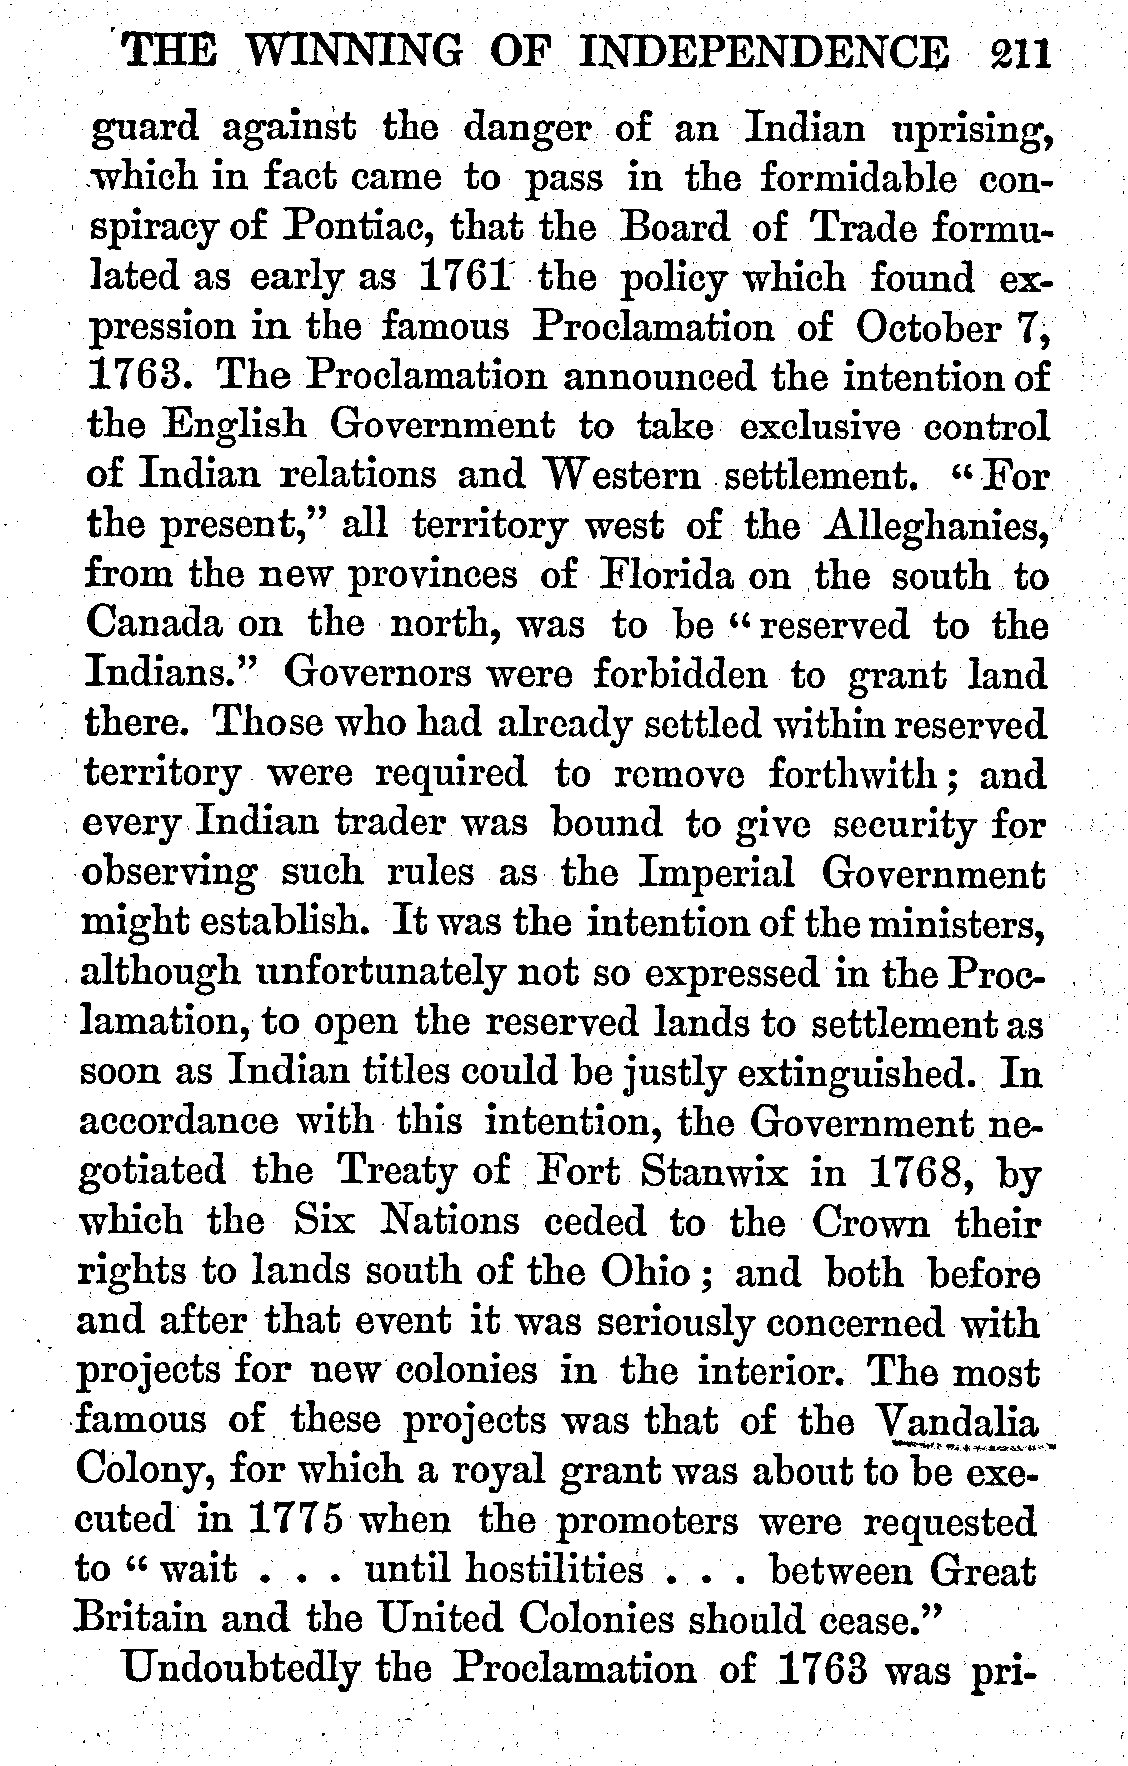 THE WINNING OF INDEPENDENCE 211
guard against the danger of an Indian uprising,
which in fact came to pass in the formidable con-
spiracy of Pontiac, that the Board of Trade formu-
lated as early as 1761 the policy which found ex-
pression in the famous Proclamation of October 7,
1763. The Proclamation announced the intention of
the English Government to take exclusive control
of Indian relations and Western settlement. “For
the present,” all territory west of the Alleghanies,
from the new provinces of Florida on the south to
Canada on the north, was to be “reserved to the
Indians.” Governors were forbidden to grant land
there. Those who had already settled within reserved
territory were required to remove forthwith; and
every Indian trader was bound to give security for
observing such rules as the Imperial Government
might establish. It was the intention of the ministers,
although unfortunately not so expressed in the Proc-
lamation, to open the reserved lands to settlement as
soon as Indian titles could be justly extinguished. In
accordance with this intention, the Government ne-
gotiated the Treaty of Fort Stanwix in 1768, by
which the Six Nations ceded to the Crown their
rights to lands south of the Ohio; and both before
and after that event it was seriously concerned with
projects for new colonies in the interior. The most
famous of these projects was that of the Vandalia
Colony, for which a royal grant was about to be exe-
cuted in 1775 when the promoters were requested
to “wait . . . until hostilities . . . between Great
Britain and the United Colonies should cease.”
Undoubtedly the Proclamation of 1763 was pri-